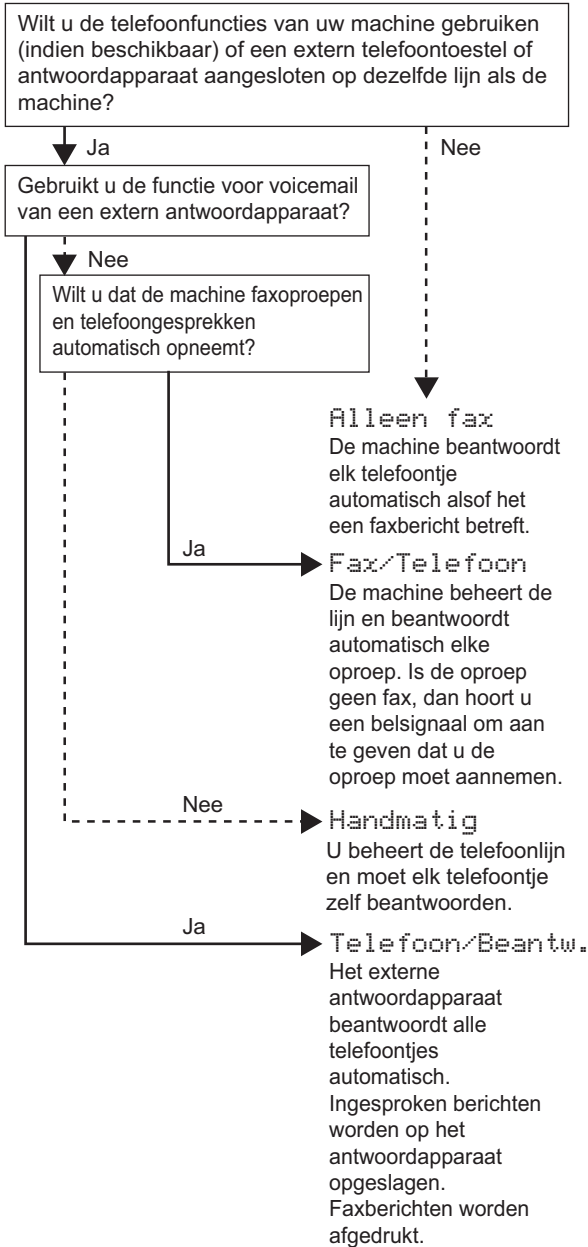 Wilt u de telefoonfuncties van uw machine gebruiken
(indien beschikbaar) of een extern telefoontoestel of
antwoordapparaat aangesloten op dezelfde lijn als de
machine?
Ja
Nee
Gebruikt u de functie voor voicemail
van een extern antwoordapparaat?
Nee
Wilt u dat de machine faxoproepen
en telefoongesprekken
automatisch opneemt?
Alleen fax
De machine beantwoordt
elk telefoontje
automatisch alsof het
een faxbericht betreft.
Ja
Fax/Telefoon
De machine beheert de
lijn en beantwoordt
automatisch elke
oproep. Is de oproep
geen fax, dan hoort u
een belsignaal om aan
te geven dat u de
oproep moet aannemen.
Nee
Handmatig
U beheert de telefoonlijn
en moet elk telefoontje
zelf beantwoorden.
Ja
Telefoon/Beantw.
Het externe
antwoordapparaat
beantwoordt alle
telefoontjes
automatisch.
Ingesproken berichten
worden op het
antwoordapparaat
opgeslagen.
Faxberichten worden
afgedrukt.